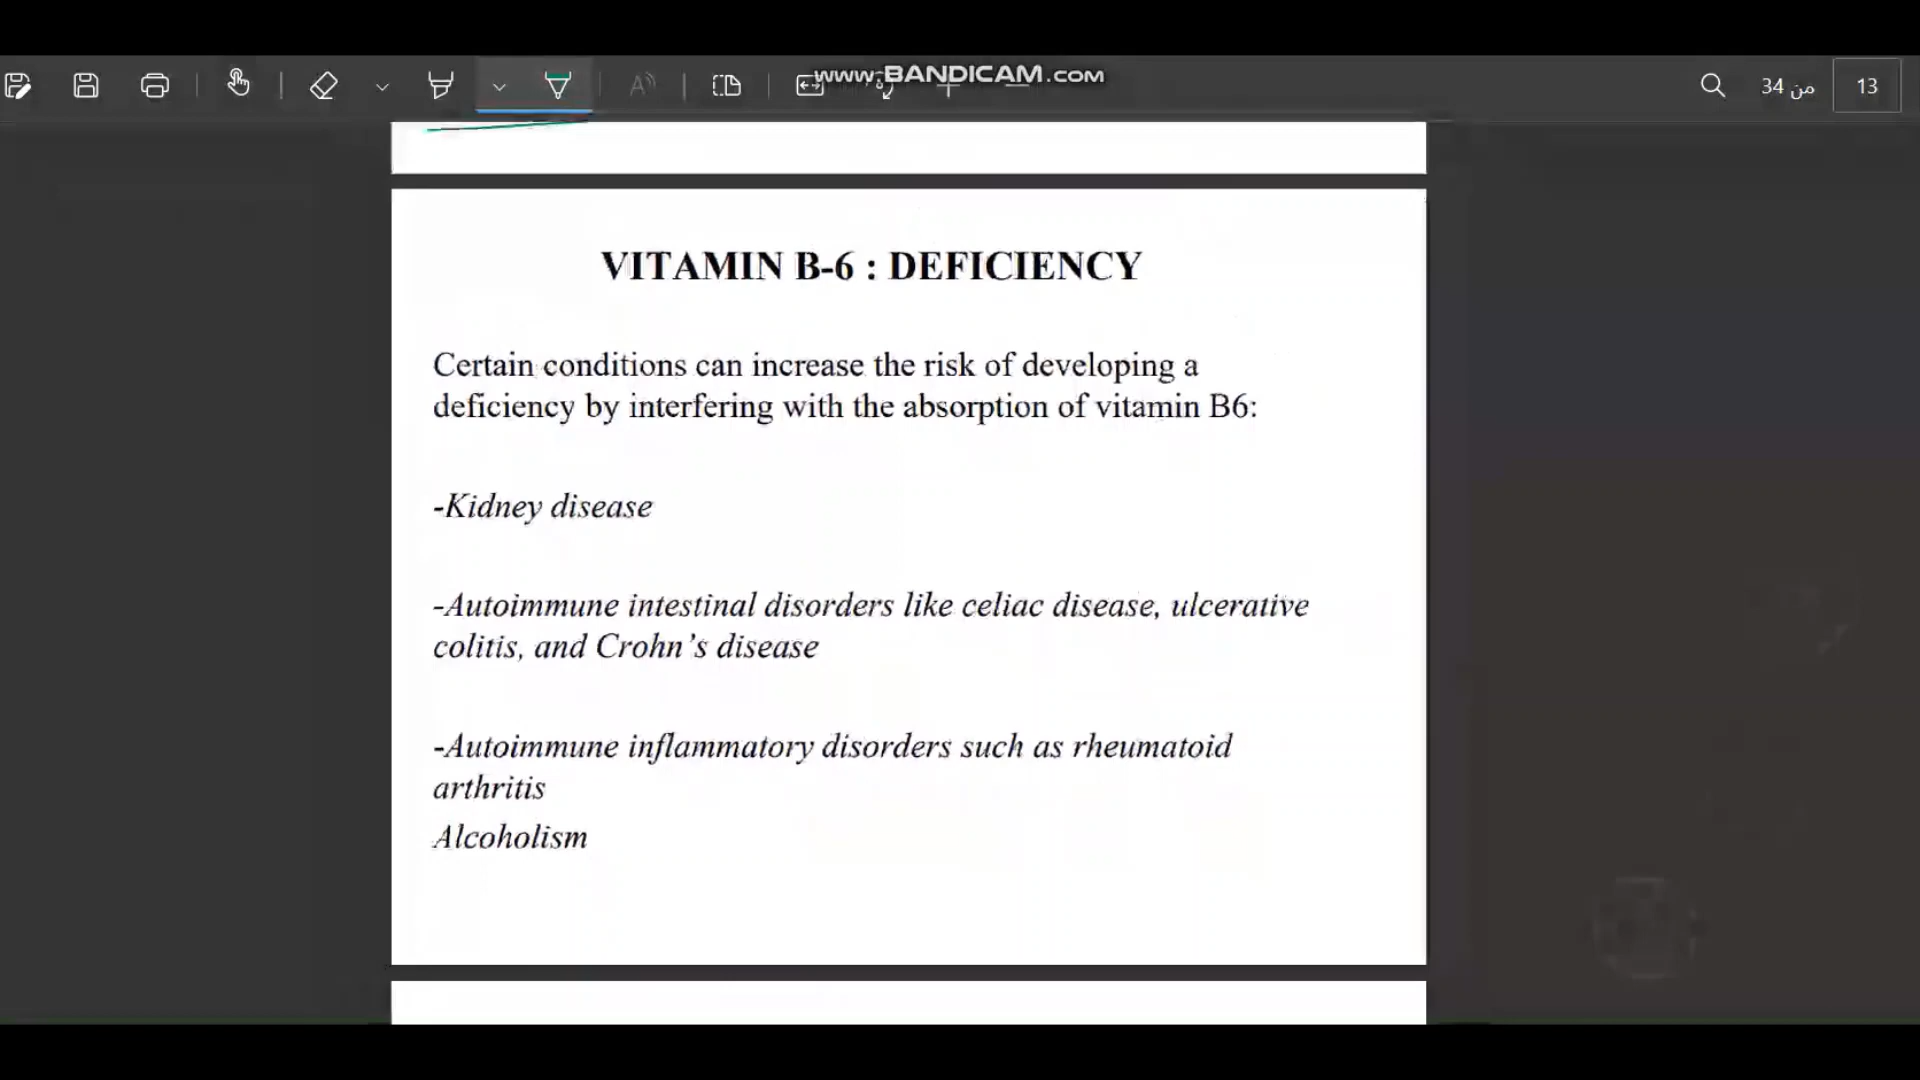 www.BANDICAM.com
13
من 34
VITAMIN B-6 : DEFICIENCY
Certain conditions can increase the risk of developing a
deficiency by interfering with the absorption of vitamin B6:
-Kidney disease
-Autoimmune intestinal disorders like celiac disease, ulcerative
colitis, and Crohn’s disease
-Autoimmune inflammatory disorders such as rheumatoid
arthritis
Alcoholism